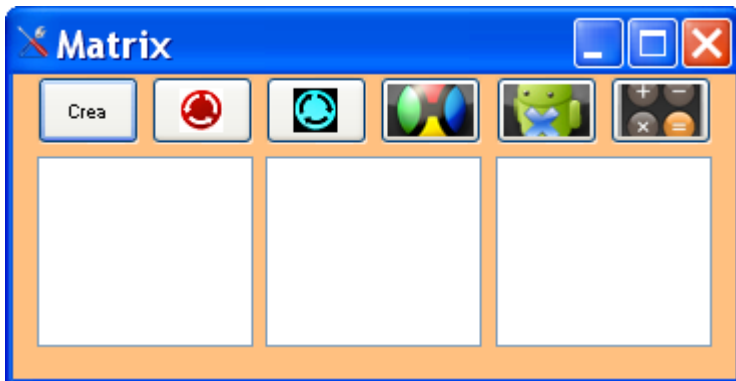 Matrix
Crea
+ −
× =